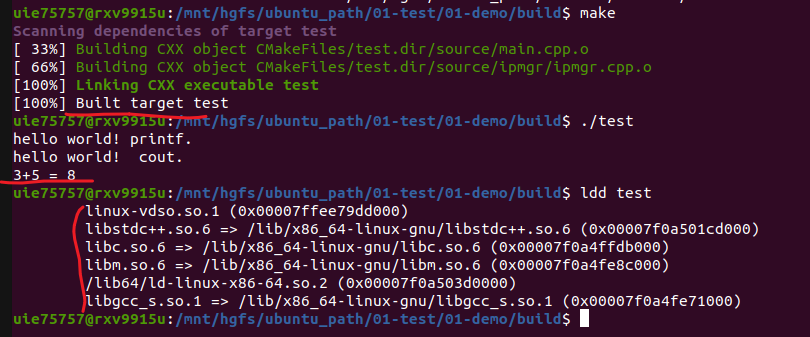 uie75757@rxv9915u:/mnt/hgfs/ubuntu_path/01-test/01-demo/build$ make
Scanning dependencies of target test
[ 33%] Building CXX object CMakeFiles/test.dir/source/main.cpp.o
[ 66%] Building CXX object CMakeFiles/test.dir/source/ipmgr/ipmgr.cpp.o
[100%] Linking CXX executable test
[100%] Built target test
uie75757@rxv9915u:/mnt/hgfs/ubuntu_path/01-test/01-demo/build$ ./test
hello world! printf.
hello world!  cout.
3+5 = 8
uie75757@rxv9915u:/mnt/hgfs/ubuntu_path/01-test/01-demo/build$ ldd test
linux-vdso.so.1 (0x00007ffee79dd000)
libstdc++.so.6 => /lib/x86_64-linux-gnu/libstdc++.so.6 (0x00007f0a501cd000)
libc.so.6 => /lib/x86_64-linux-gnu/libc.so.6 (0x00007f0a4ffdb000)
libm.so.6 => /lib/x86_64-linux-gnu/libm.so.6 (0x00007f0a4fe8c000)
/lib64/ld-linux-x86-64.so.2 (0x00007f0a503d0000)
libgcc_s.so.1 => /lib/x86_64-linux-gnu/libgcc_s.so.1 (0x00007f0a4fe71000)
uie75757@rxv9915u:/mnt/hgfs/ubuntu_path/01-test/01-demo/build$